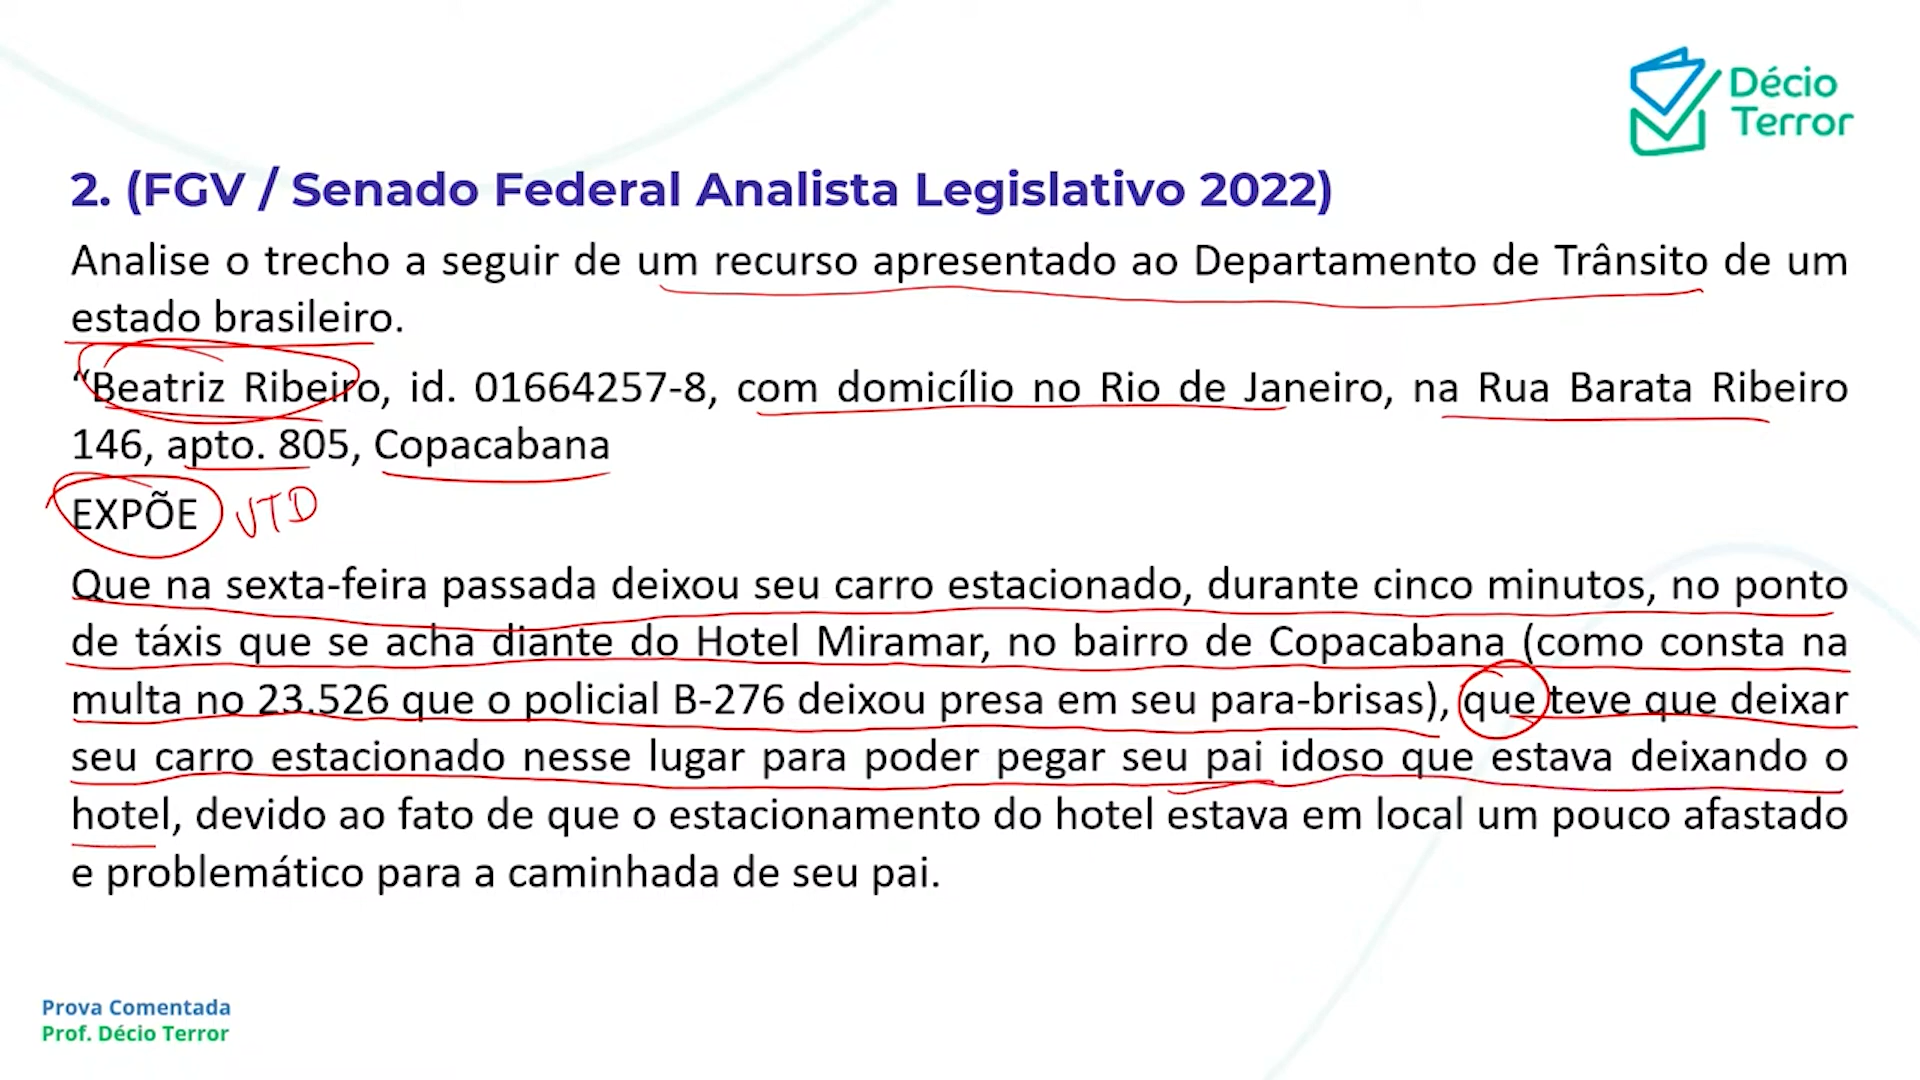 Décio
Terror
2. (FGV / Senado Federal Analista Legislativo 2022)
Analise o trecho a seguir de um recurso apresentado ao Departamento de Trânsito de um
estado brasileiro.
“Beatriz Ribeiro, id. 01664257-8, com domicílio no Rio de Janeiro, na Rua Barata Ribeiro
146, apto. 805, Copacabana
EXPÕE VTD
Que na sexta-feira passada deixou seu carro estacionado, durante cinco minutos, no ponto
de táxis que se acha diante do Hotel Miramar, no bairro de Copacabana (como consta na
multa no 23.526 que o policial B-276 deixou presa em seu para-brisas), que teve que deixar
seu carro estacionado nesse lugar para poder pegar seu pai idoso que estava deixando o
hotel, devido ao fato de que o estacionamento do hotel estava em local um pouco afastado
e problemático para a caminhada de seu pai.
Prova Comentada
Prof. Décio Terror